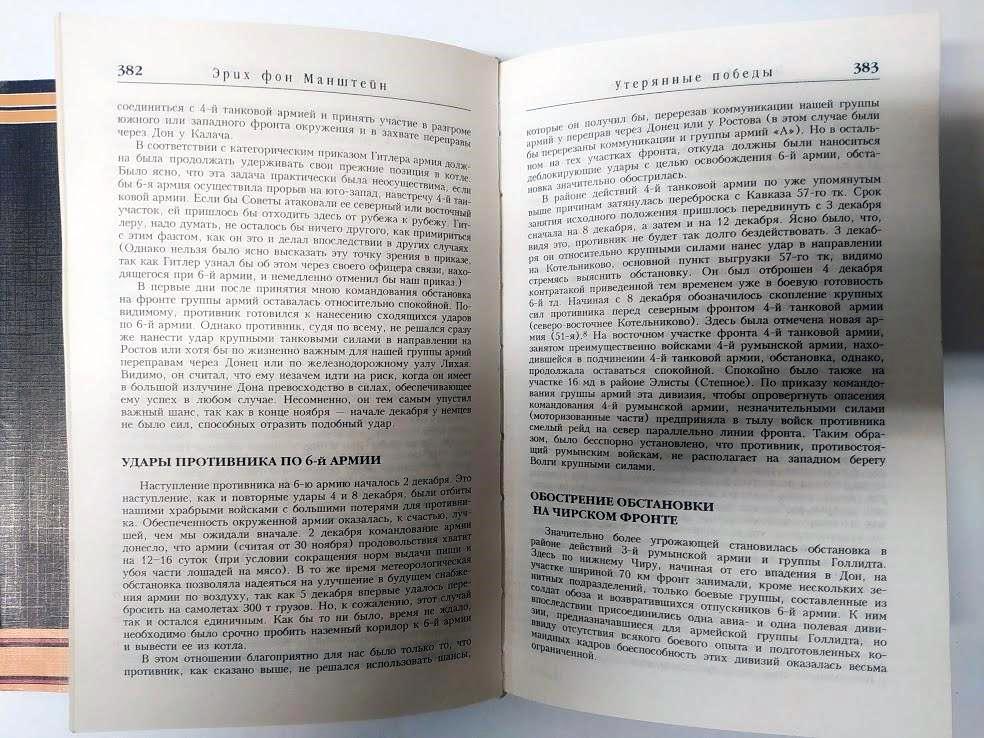 382 Эрих фон Манштейн
соединиться с 4-й танковой армией и принять участие в разгроме
южного или западного фронта окружения и в захвате переправы
через Дон у Калача.
В соответствии с категорическим приказом Гитлера армия долж-
на была продолжать удерживать свои прежние позиции в котле.
Было ясно, что эта задача практически была неосуществима, если
бы 6-я армия осуществила прорыв на юго-запад, навстречу 4-й тан-
ковой армии. Если бы Советы атаковали ее северный или восточный
участок, ей пришлось бы отходить здесь от рубежа к рубежу. Гит-
леру, надо думать, не осталось бы ничего другого, как примириться
с этим фактом, как он это и делал впоследствии в других случаях.
(Однако нельзя было ясно высказать эту точку зрения в приказе,
так как Гитлер узнал бы об этом через своего офицера связи, нахо-
дящегося при 6-й армии, и немедленно отменил бы наш приказ.)
В первые дни после принятия мною командования обстановка
на фронте группы армий оставалась относительно спокойной. По-
видимому, противник готовился к нанесению сходящихся ударов
по 6-й армии. Однако противник, судя по всему, не решался сразу
же нанести удар крупными танковыми силами в направлении на
Ростов или хотя бы по жизненно важным для нашей группы армий
переправам через Донец или по железнодорожному узлу Лихая.
Видимо, он считал, что ему незачем идти на риск, когда он имеет
в большой излучине Дона превосходство в силах, обеспечивающее
ему успех в любом случае. Несомненно, он тем самым упустил
важный шанс, так как в конце ноября — начале декабря у немцев
не было сил, способных отразить подобный удар.
УДАРЫ ПРОТИВНИКА ПО 6-Й АРМИИ
Наступление противника на 6-ю армию началось 2 декабря. Это
наступление, как и повторные удары 4 и 8 декабря, были отбиты
нашими храбрыми войсками с большими потерями для противни-
ка. Обеспеченность окруженной армии оказалась, к счастью, луч-
шей, чем мы ожидали вначале. 2 декабря командование армии
донесло, что армии (считая от 30 ноября) продовольствия хватит
на 12–16 суток (при условии сокращения норм выдачи пищи и
убоя части лошадей на мясо). В то же время метеорологическая
обстановка позволяла надеяться на улучшение в будущем снабже-
ния армии по воздуху, так как 5 декабря впервые удалось пере-
бросить на самолетах 300 т грузов. Но, к сожалению, этот случай
так и остался единичным. Как бы то ни было, время не ждало,
необходимо было срочно пробить наземный коридор к 6-й армии
и вывести ее из котла.
В этом отношении благоприятно для нас было только то, что
противник, как сказано выше, не решался использовать шансы,
Утерянные победы 383
которые он получил бы, перерезав коммуникации нашей группы
армий у переправ через Донец или у Ростова (в этом случае были
бы перерезаны коммуникации и группы армий «А»). Но в осталь-
ном на тех участках фронта, откуда должны были наноситься
деблокирующие удары с целью освобождения 6-й армии, обста-
новка значительно обострилась.
В районе действий 4-й танковой армии по уже упомянутым
выше причинам затянулась переброска с Кавказа 57-го тк. Срок
занятия исходного положения пришлось передвинуть с 3 декабря
сначала на 8 декабря, а затем и на 12 декабря. Ясно было, что,
видя это, противник не будет так долго бездействовать. 3 декаб-
ря он относительно крупными силами нанес удар в направлении
на Котельниково, основной пункт выгрузки 57-го тк, видимо
стремясь выяснить обстановку. Он был отброшен 4 декабря
контратакой приведенной тем временем уже в боевую готовность
6-й тд. Начиная с 8 декабря обозначилось скопление крупных
сил противника перед северным фронтом 4-й танковой армии
(северо-восточнее Котельниково). Здесь была отмечена новая ар-
мия (51-я).⁸ На восточном участке фронта 4-й танковой армии,
занятом преимущественно войсками 4-й румынской армии, нахо-
дившейся в подчинении 4-й танковой армии, обстановка, однако,
продолжала оставаться спокойной. Спокойно было также на
участке 16 мд в районе Элисты (Степное). По приказу командо-
вания группы армий эта дивизия, чтобы опровергнуть опасения
командования 4-й румынской армии, незначительными силами
(моторизованные части) предприняла в тылу войск противника
смелый рейд на север параллельно линии фронта. Таким обра-
зом, было бесспорно установлено, что противник, противостоя-
щий румынским войскам, не располагает на западном берегу
Волги крупными силами.
ОБОСТРЕНИЕ ОБСТАНОВКИ
НА ЧИРСКОМ ФРОНТЕ
Значительно более угрожающей становилась обстановка в
районе действий 3-й румынской армии и группы Голлидта.
Здесь по нижнему Чиру, начиная от его впадения в Дон, на
участке шириной 70 км фронт занимали, кроме нескольких зе-
нитных подразделений, только боевые группы, составленные из
солдат обоза и возвратившихся отпускников 6-й армии. К ним
впоследствии присоединились одна авиа- и одна полевая диви-
зии, предназначавшиеся для армейской группы Голлидта, но
ввиду отсутствия всякого боевого опыта и подготовленных ко-
мандных кадров боеспособность этих дивизий оказалась весьма
ограниченной.